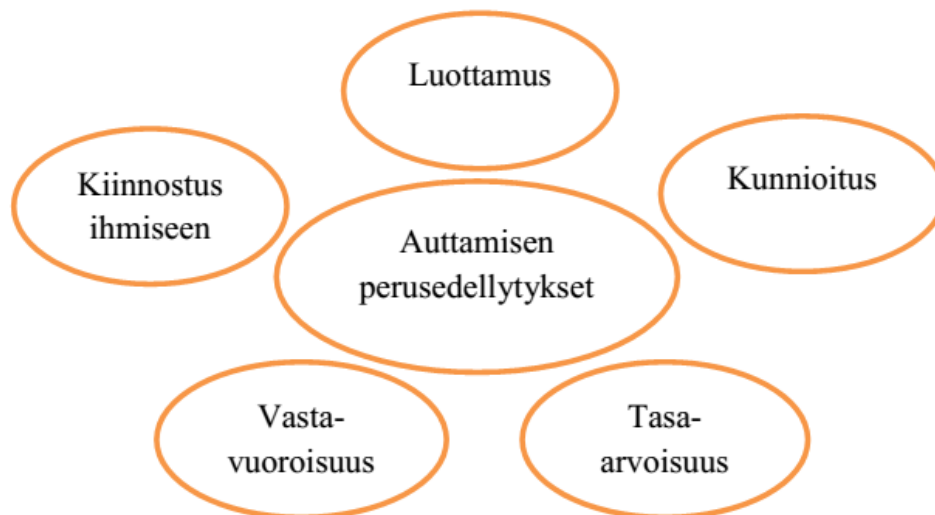 Luottamus
Kiinnostus
ihmiseen
Kunnioitus
Auttamisen
perusedellytykset
Vasta-
vuoroisuus
Tasa-
arvoisuus